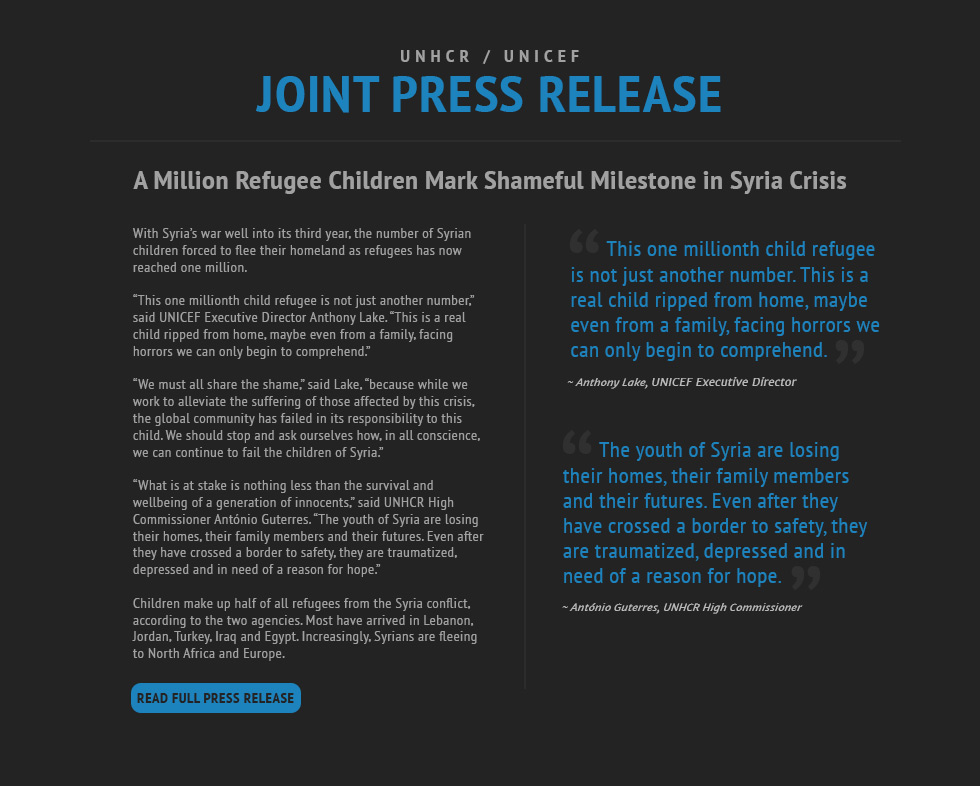 UNHCR / UNICEF
JOINT PRESS RELEASE
A Million Refugee Children Mark Shameful Milestone in Syria Crisis
With Syria's war well into its third year, the number of Syrian
children forced to flee their homeland as refugees has now
reached one million.
“This one millionth child refugee is not just another number,”
said UNICEF Executive Director Anthony Lake. “This is a real
child ripped from home, maybe even from a family, facing
horrors we can only begin to comprehend.”
“We must all share the shame,” said Lake, “because while we
work to alleviate the suffering of those affected by this crisis,
the global community has failed in its responsibility to this
child. We should stop and ask ourselves how, in all conscience,
we can continue to fail the children of Syria.”
“What is at stake is nothing less than the survival and
wellbeing of a generation of innocents,” said UNHCR High
Commissioner António Guterres. “The youth of Syria are losing
their homes, their family members and their futures. Even after
they have crossed a border to safety, they are traumatized,
depressed and in need of a reason for hope.”
Children make up half of all refugees from the Syria conflict,
according to the two agencies. Most have arrived in Lebanon,
Jordan, Turkey, Iraq and Egypt. Increasingly, Syrians are fleeing
to North Africa and Europe.
READ FULL PRESS RELEASE
“ This one millionth child refugee
is not just another number. This is a
real child ripped from home, maybe
even from a family, facing horrors we
can only begin to comprehend. ”
~ Anthony Lake, UNICEF Executive Director
“ The youth of Syria are losing
their homes, their family members
and their futures. Even after they
have crossed a border to safety, they
are traumatized, depressed and in
need of a reason for hope. ”
~ António Guterres, UNHCR High Commissioner